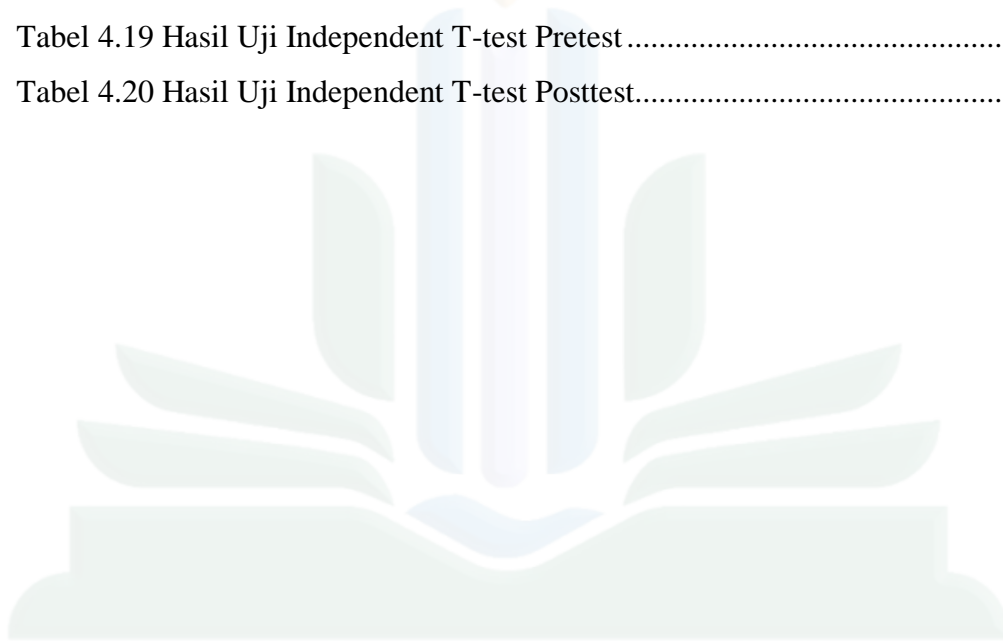 Tabel 4.19 Hasil Uji Independent T-test Pretest...............................................
Tabel 4.20 Hasil Uji Independent T-test Posttest..............................................